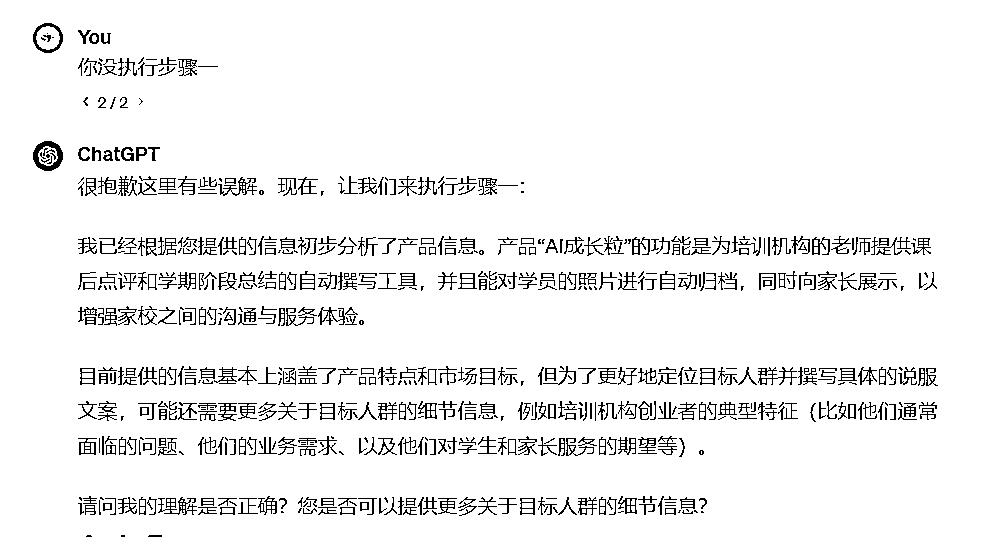 You
你没执行步骤一
2/2
ChatGPT
很抱歉这里有些误解。现在，让我们来执行步骤一：
我已经根据您提供的信息初步分析了产品信息。产品“AI成长粒”的功能是为培训机构的老师提供课
后点评和学期阶段总结的自动撰写工具，并且能对学员的照片进行自动归档，同时向家长展示，以
增强家校之间的沟通与服务体验。
目前提供的信息基本上涵盖了产品特点和市场目标，但为了更好地定位目标人群并撰写具体的说服
文案，可能还需要更多关于目标人群的细节信息，例如培训机构创业者的典型特征（比如他们通常
面临的问题、他们的业务需求、以及他们对学生和家长服务的期望等）。
请问我的理解是否正确？您是否可以提供更多关于目标人群的细节信息？